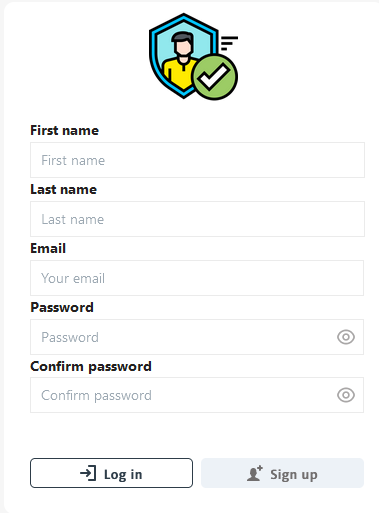 First name
First name
Last name
Last name
Email
Your email
Password
Password
Confirm password
Confirm password
Log in Sign up